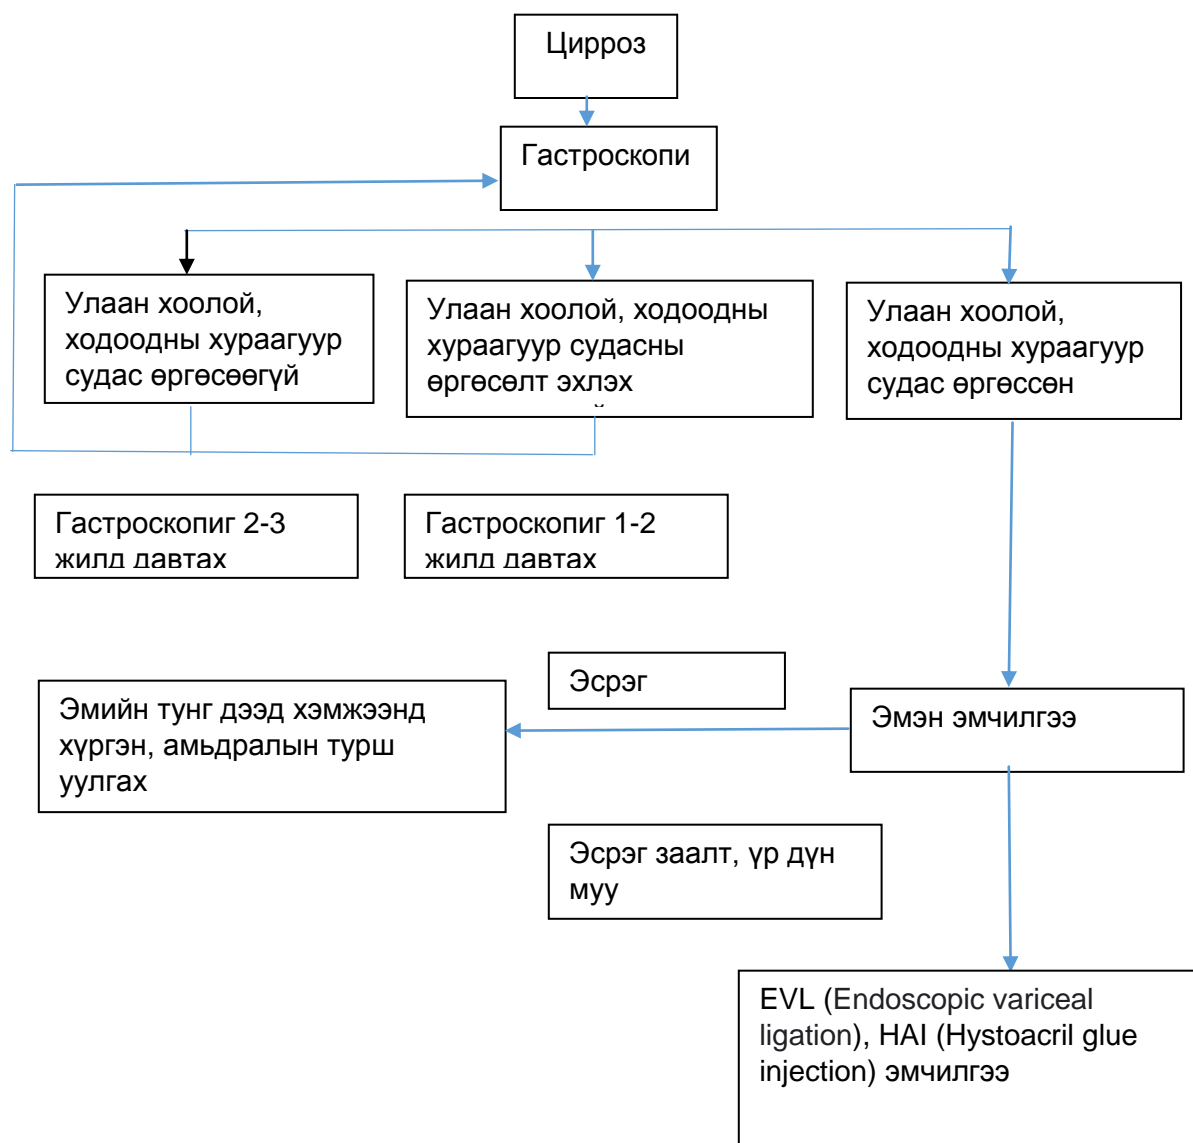 Цирроз
Гастроскопи
Улаан хоолой,
ходоодны хураагуур
судас өргөсөөгүй
Улаан хоолой, ходоодны
хураагуур судасны
өргөсөлт эхлэх
Улаан хоолой,
ходоодны хураагуур
судас өргөссөн
Гастроскопиг 2-3
жилд давтах
Гастроскопиг 1-2
жилд давтах
Эсрэг
Эмийн тунг дээд хэмжээнд
хүргэн, амьдралын турш
уулгах
Эмэн эмчилгээ
Эсрэг заалт, үр дүн
муу
EVL (Endoscopic variceal
ligation), HAI (Hystoacril glue
injection) эмчилгээ